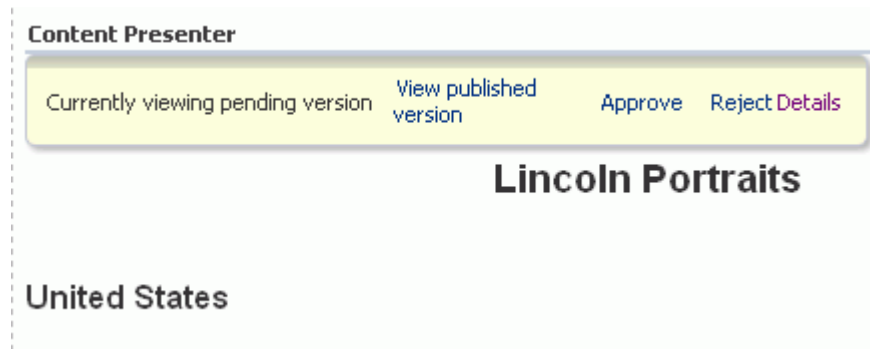 Content Presenter
Currently viewing pending version View published version Approve Reject Details
Lincoln Portraits
United States